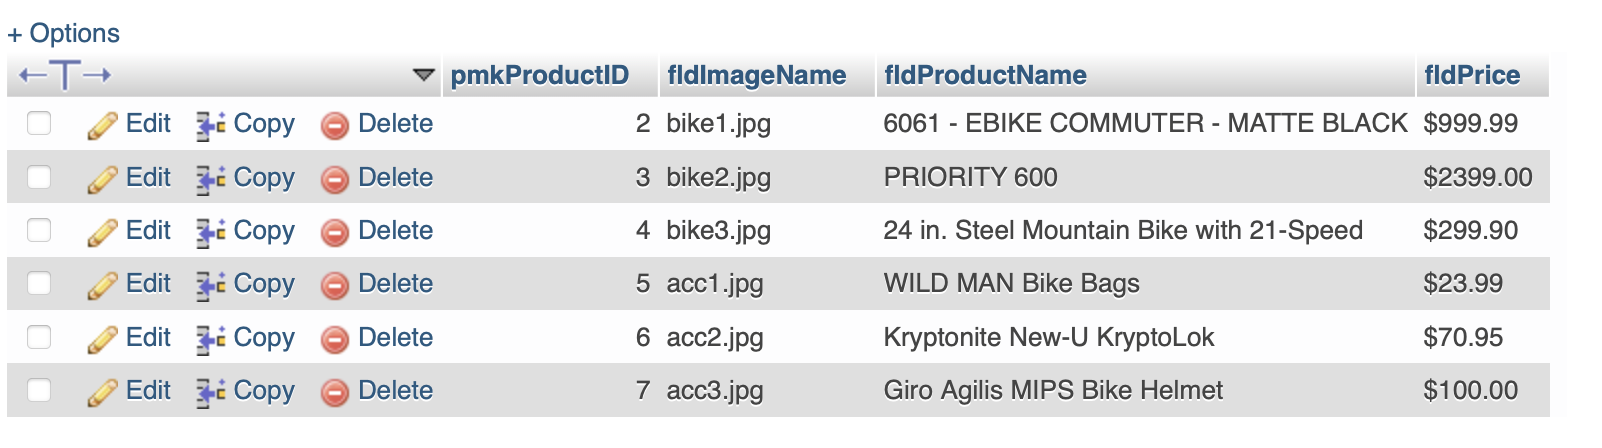 + Options
←T→ pmkProductID fldImageName fldProductName fldPrice
Edit Copy Delete 2 bike1.jpg 6061 - EBIKE COMMUTER - MATTE BLACK $999.99
Edit Copy Delete 3 bike2.jpg PRIORITY 600 $2399.00
Edit Copy Delete 4 bike3.jpg 24 in. Steel Mountain Bike with 21-Speed $299.90
Edit Copy Delete 5 acc1.jpg WILD MAN Bike Bags $23.99
Edit Copy Delete 6 acc2.jpg Kryptonite New-U KryptoLok $70.95
Edit Copy Delete 7 acc3.jpg Giro Agilis MIPS Bike Helmet $100.00